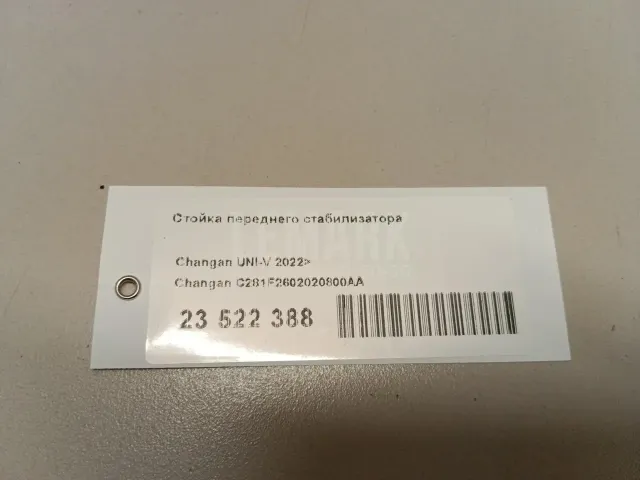 Стойка переднего стабилизатора
Changan UNI-V 2022>
Changan C281F2602020800AA
23 522 388